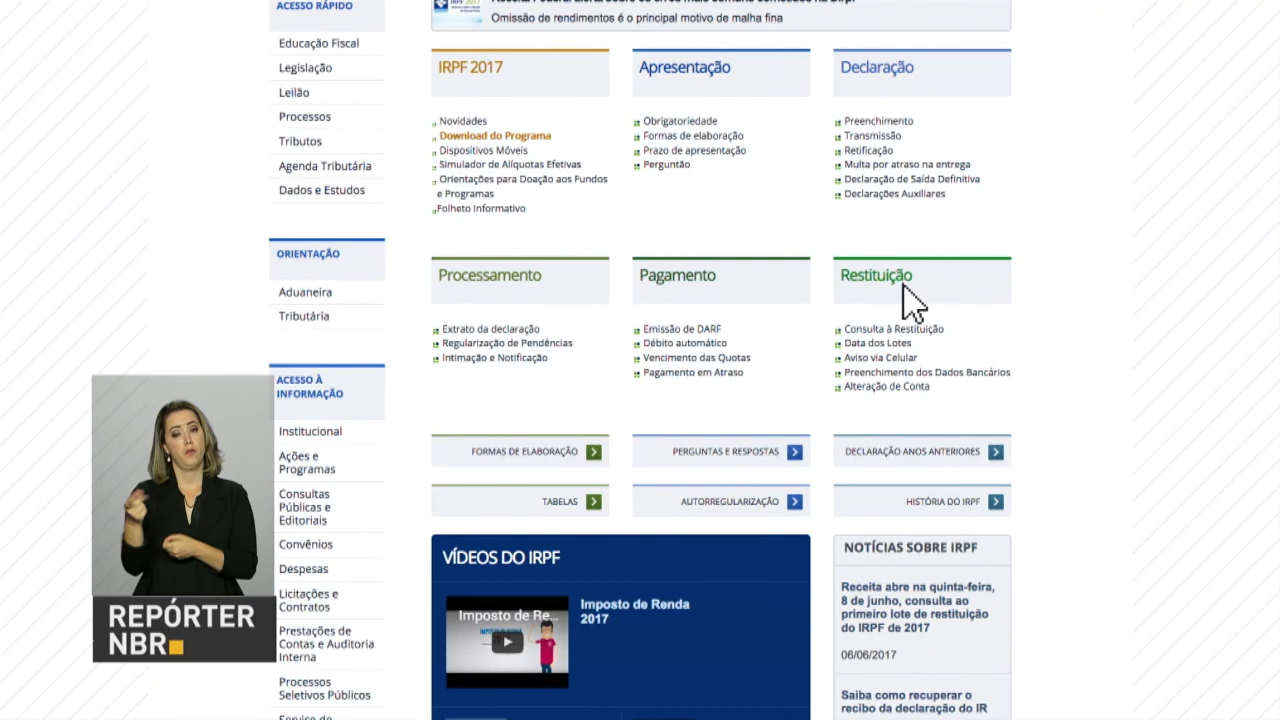 ACESSO RÁPIDO
Educação Fiscal
Legislação
Leilão
Processos
Tributos
Agenda Tributária
Dados e Estudos
ORIENTAÇÃO
Aduaneira
Tributária
ACESSO À
INFORMAÇÃO
Institucional
Ações e
Programas
Consultas
Públicas e
Editoriais
Convênios
Despesas
Licitações e
Contratos
Prestações de
Contas e Auditoria
Interna
Processos
Seletivos Públicos
Omissão de rendimentos é o principal motivo de malha fina
IRPF 2017
Novidades
Download do Programa
Dispositivos Móveis
Simulador de Alíquotas Efetivas
Orientações para Doação aos Fundos
e Programas
Folheto Informativo
Apresentação
Obrigatoriedade
Formas de elaboração
Prazo de apresentação
Perguntão
Declaração
Preenchimento
Transmissão
Retificação
Multa por atraso na entrega
Declaração de Saída Definitiva
Declarações Auxiliares
Processamento
Extrato da declaração
Regularização de Pendências
Intimação e Notificação
Pagamento
Emissão de DARF
Débito automático
Vencimento das Quotas
Pagamento em Atraso
Restituição
Consulta à Restituição
Data dos Lotes
Aviso via Celular
Preenchimento dos Dados Bancários
Alteração de Conta
FORMAS DE ELABORAÇÃO
PERGUNTAS E RESPOSTAS
DECLARAÇÃO ANOS ANTERIORES
TABELAS
AUTORREGULARIZAÇÃO
HISTÓRIA DO IRPF
VÍDEOS DO IRPF
Imposto de Re...
Imposto de Renda
2017
NOTÍCIAS SOBRE IRPF
Receita abre na quinta-feira,
8 de junho, consulta ao
primeiro lote de restituição
do IRPF de 2017
06/06/2017
Saiba como recuperar o
recibo da declaração do IR
REPÓRTER
NBR